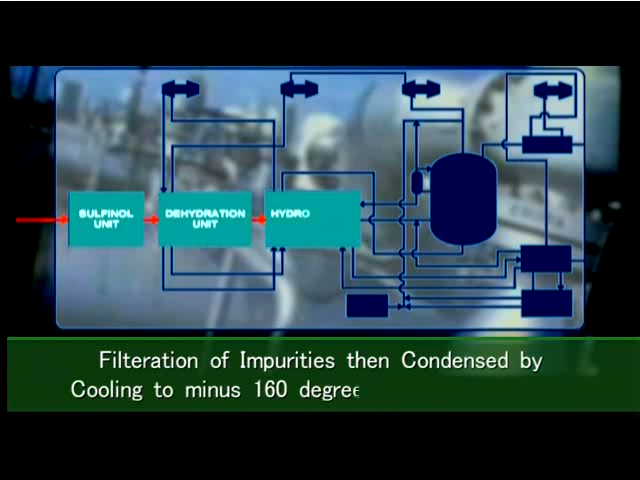 SULFINOL
UNIT
DEHYDRATION
UNIT
HYDRO
Filteration of Impurities then Condensed by
Cooling to minus 160 degree